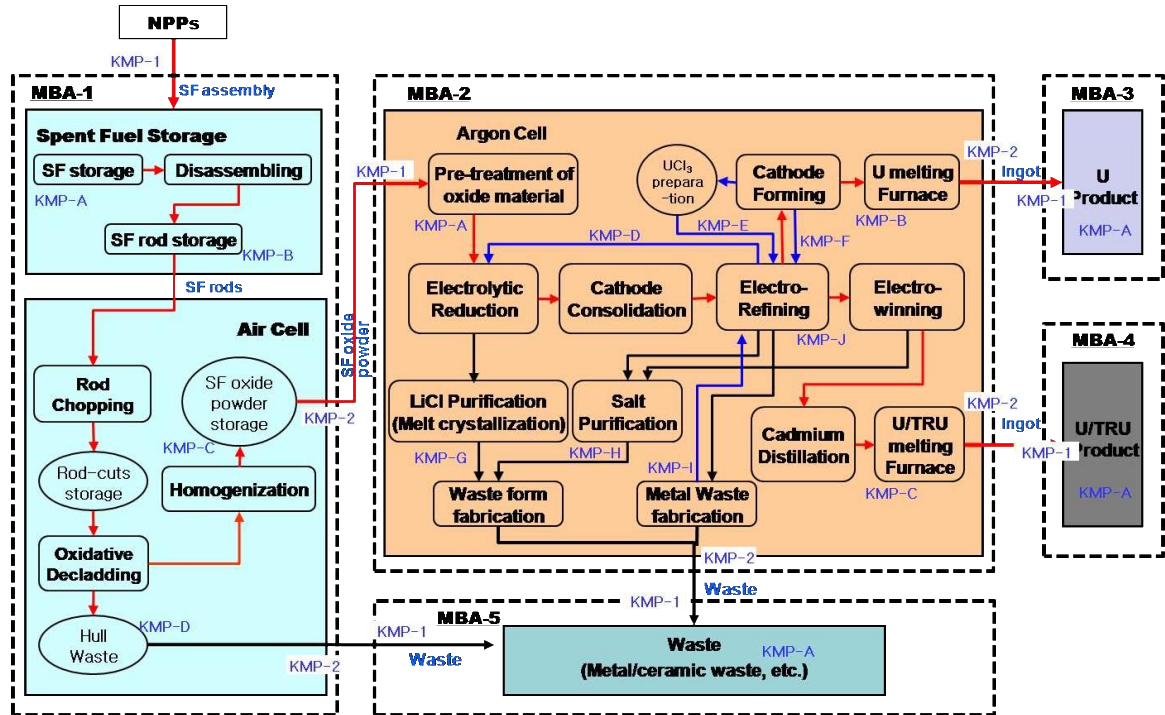 NPPs
KMP-1
SF assembly
MBA-1
Spent Fuel Storage
SF storage
Disassembling
KMP-A
SF rod storage
KMP-B
SF rods
Air Cell
Rod
Chopping
SF oxide
powder
storage
KMP-2
KMP-C
Rod-cuts
storage
Homogenization
Oxidative
Decladding
KMP-D
Hull
Waste
KMP-2
SF oxide
powder
MBA-2
Argon Cell
KMP-1
Pre-treatment of
oxide material
KMP-A
UCl₃
prepara
-tion
Cathode
Forming
U melting
Furnace
KMP-B
KMP-2
Ingot
KMP-E
KMP-D
KMP-F
Electrolytic
Reduction
Cathode
Consolidation
Electro-
Refining
Electro-
winning
KMP-J
LiCl Purification
(Melt crystallization)
Salt
Purification
KMP-G
KMP-H
KMP-I
Cadmium
Distillation
U/TRU
melting
Furnace
KMP-C
KMP-2
Ingot
Waste form
fabrication
Metal Waste
fabrication
KMP-2
Waste
MBA-3
KMP-1
U
Product
KMP-A
MBA-4
KMP-1
U/TRU
Product
KMP-A
KMP-1
MBA-5
KMP-1
Waste
Waste
KMP-A
(Metal/ceramic waste, etc.)